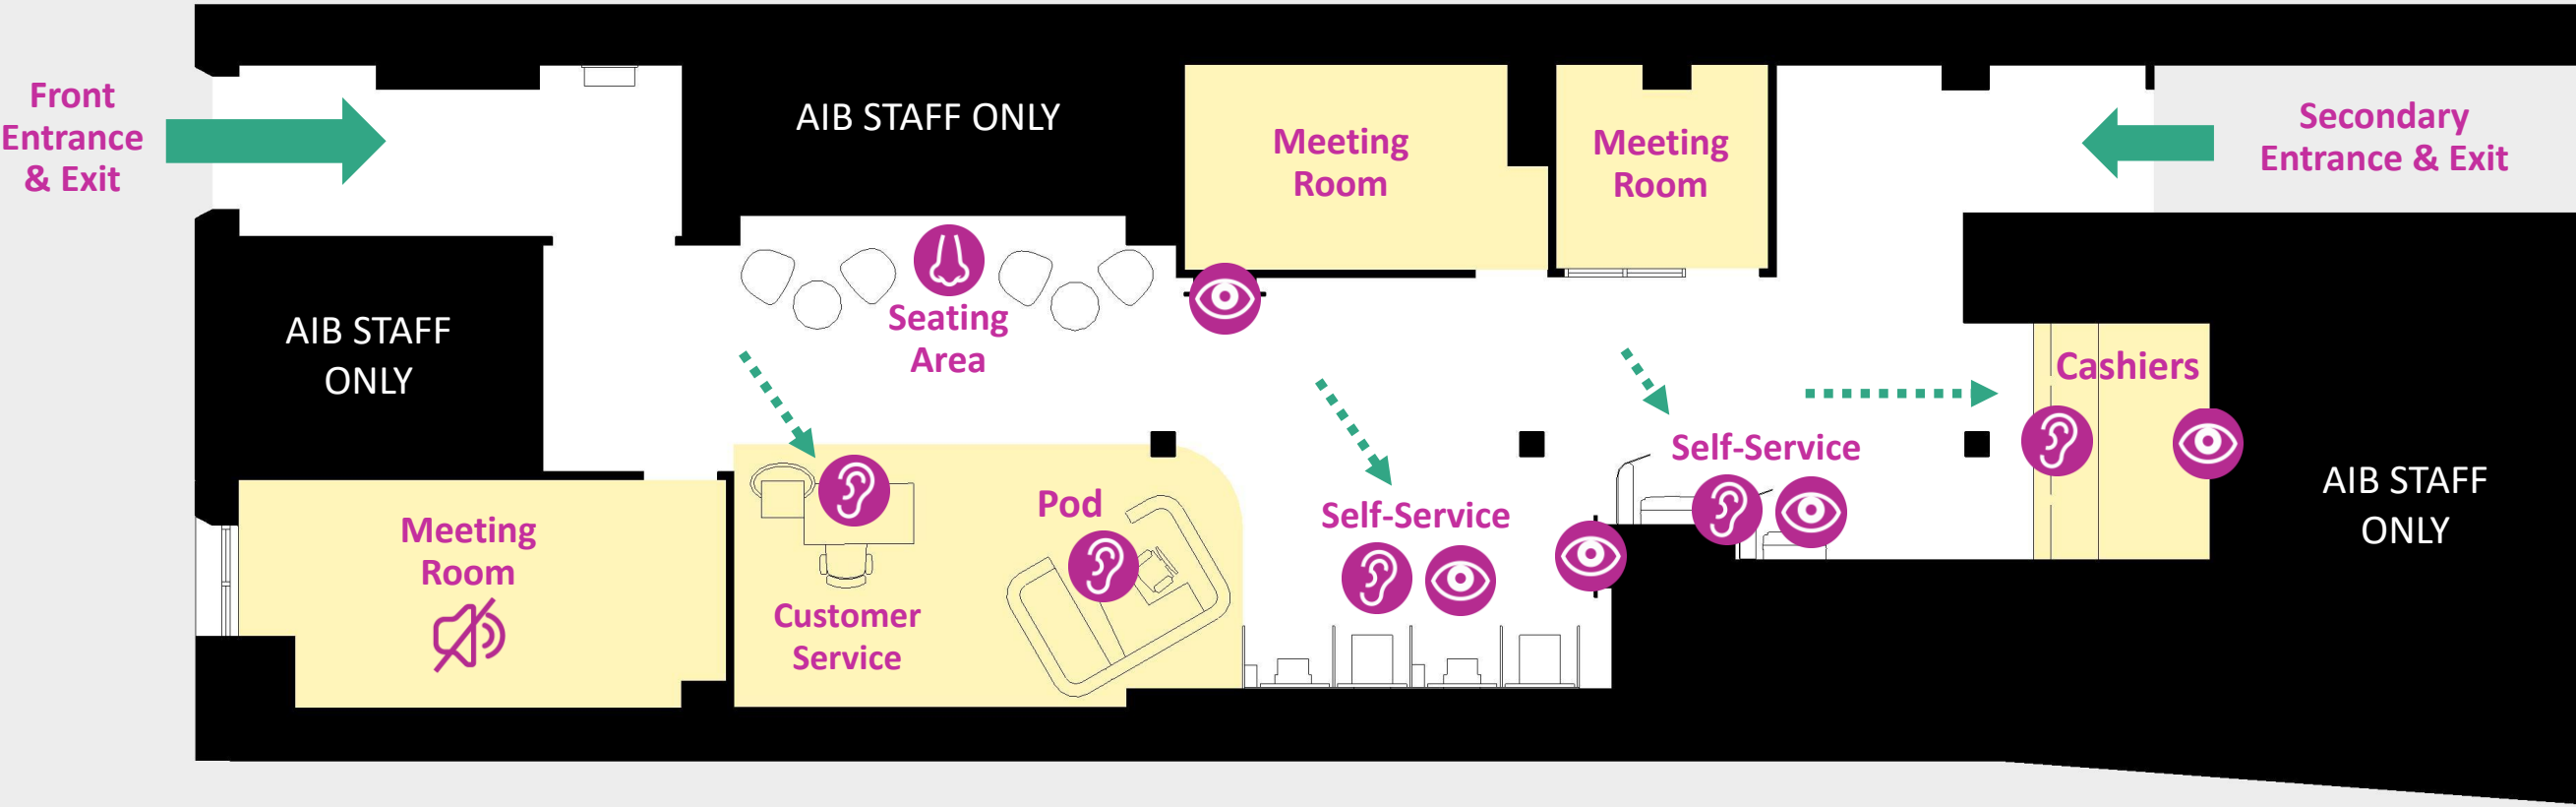 Front
Entrance
& Exit
AIB STAFF ONLY
Meeting
Room
Meeting
Room
Secondary
Entrance & Exit
AIB STAFF
ONLY
Seating
Area
Cashiers
Self-Service
AIB STAFF
ONLY
Meeting
Room
Pod
Self-Service
Customer
Service